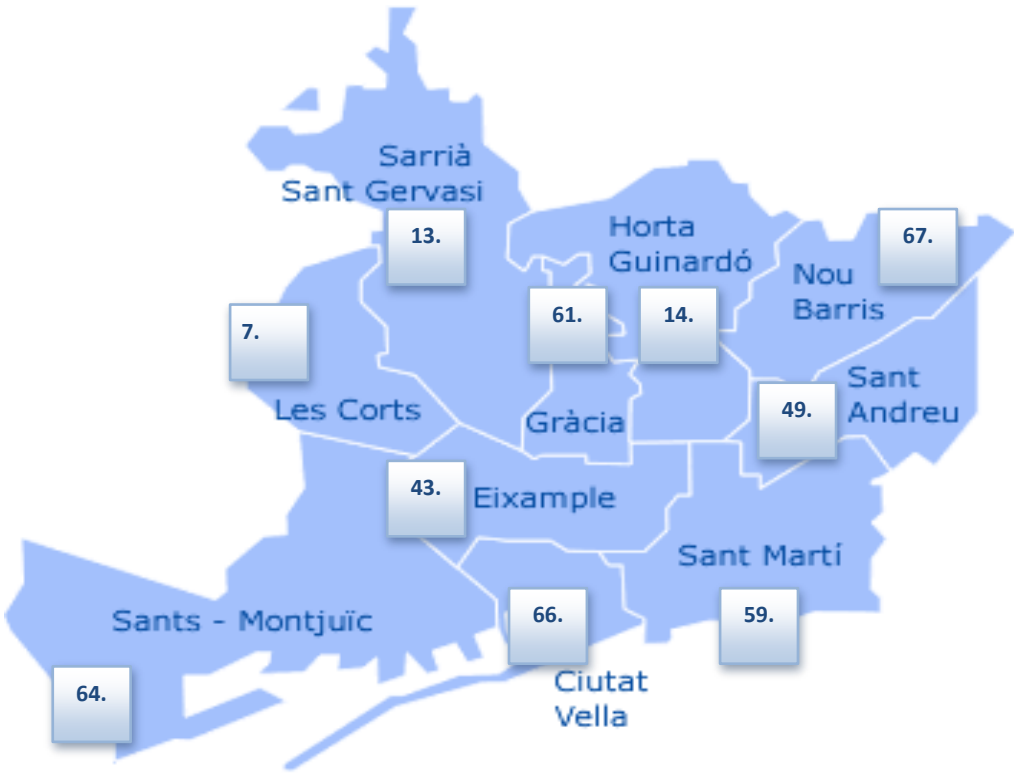 Sarrià
Sant Gervasi
13.
Horta
Guinardó
67.
Nou
Barris
61.
14.
7.
Sant
Andreu
Les Corts
Gràcia
49.
43.
Eixample
Sant Martí
Sants - Montjuïc
66.
59.
Ciutat
Vella
64.